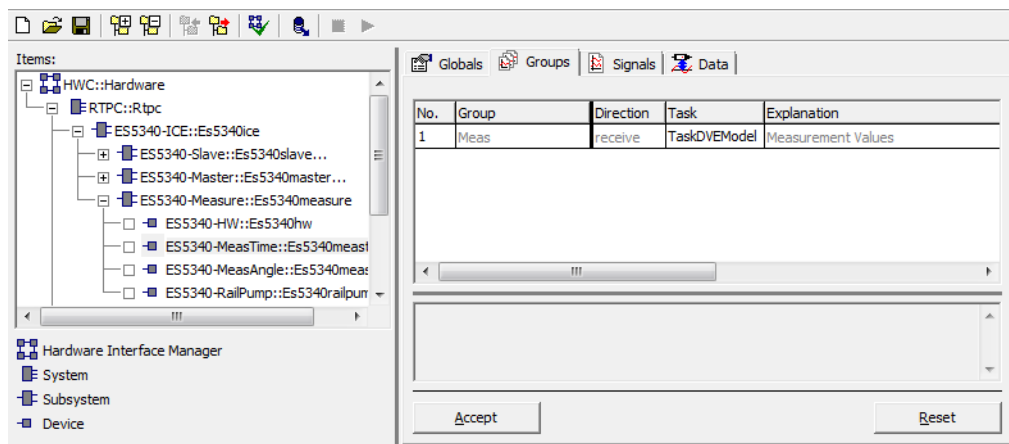 Items:
HWC::Hardware
RTPC::Rtpc
ES5340-ICE::Es5340ice
ES5340-Slave::Es5340slave...
ES5340-Master::Es5340master...
ES5340-Measure::Es5340measure
ES5340-HW::Es5340hw
ES5340-MeasTime::Es5340meast
ES5340-MeasAngle::Es5340meas
ES5340-RailPump::Es5340railpum
Hardware Interface Manager
System
Subsystem
Device
Globals Groups Signals Data
No. Group Direction Task Explanation
1 Meas receive TaskDVEModel Measurement Values
Accept Reset